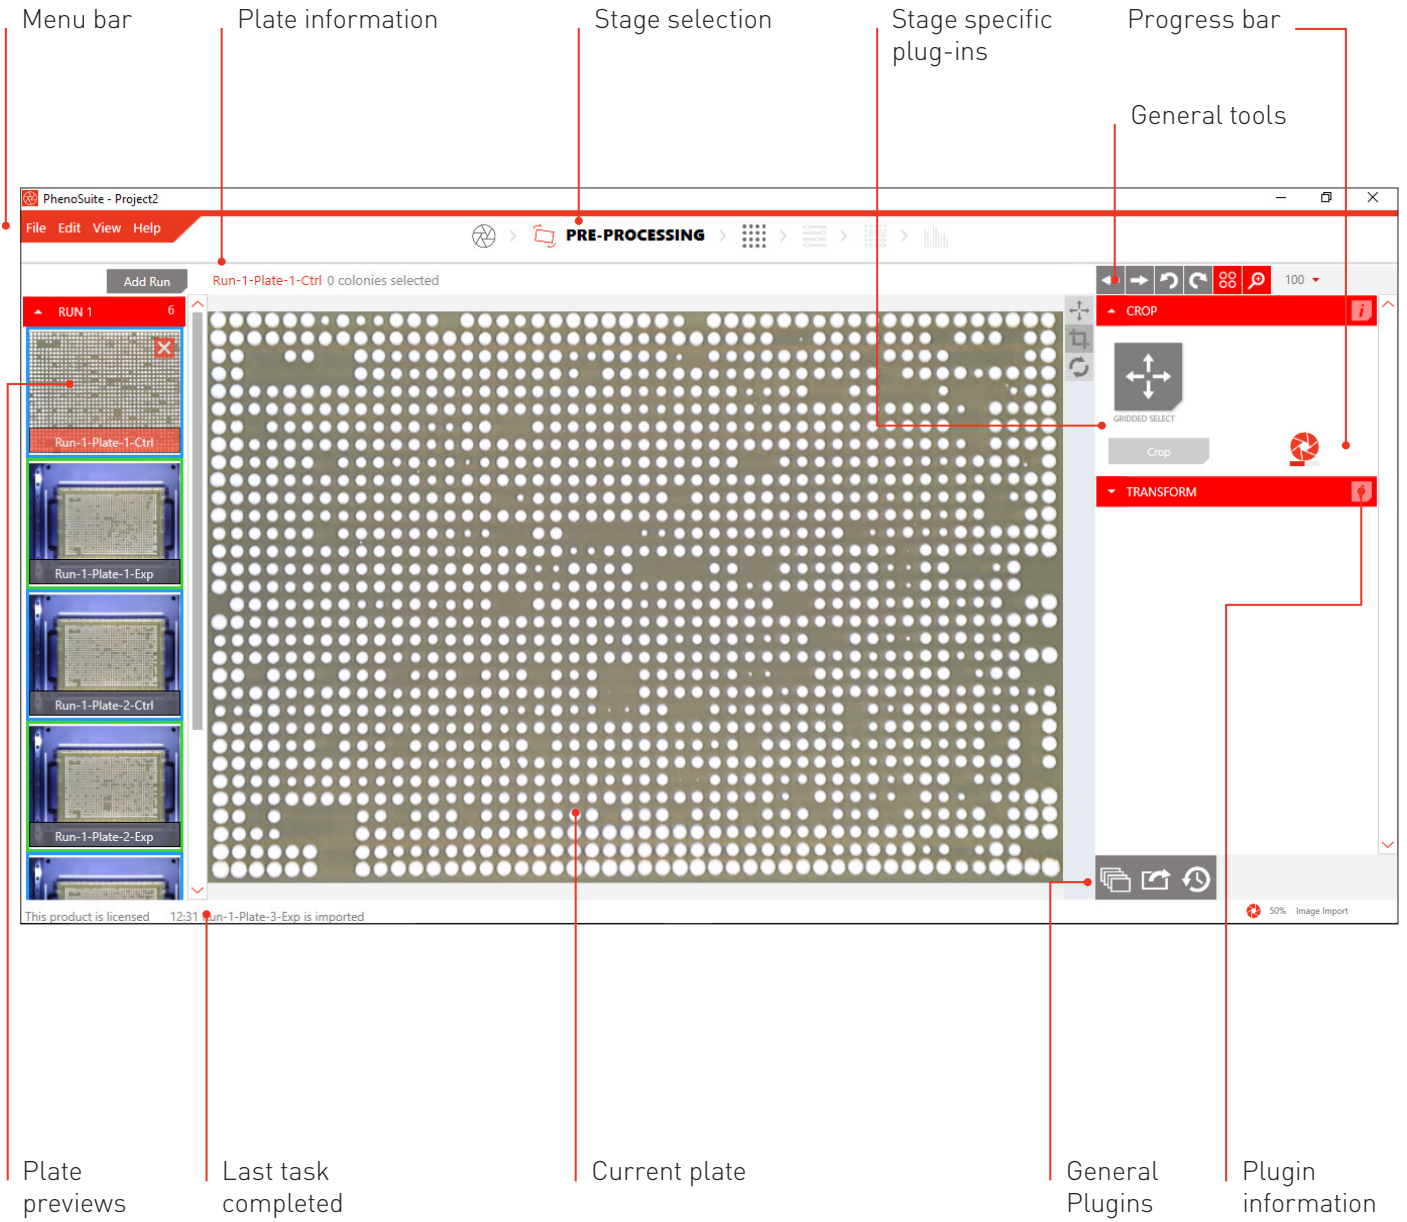 Menu bar
Plate information
Stage selection
Stage specific
plug-ins
Progress bar
General tools
PhenoSuite - Project2
File Edit View Help
PRE-PROCESSING
Add Run
Run-1-Plate-1-Ctrl 0 colonies selected
100
RUN 1 6
CROP
i
GRIDDED SELECT
Crop
TRANSFORM
Run-1-Plate-1-Ctrl
Run-1-Plate-1-Exp
Run-1-Plate-2-Ctrl
Run-1-Plate-2-Exp
This product is licensed
12:31 Run-1-Plate-3-Exp is imported
50% Image Import
Plate
previews
Last task
completed
Current plate
General
Plugins
Plugin
information